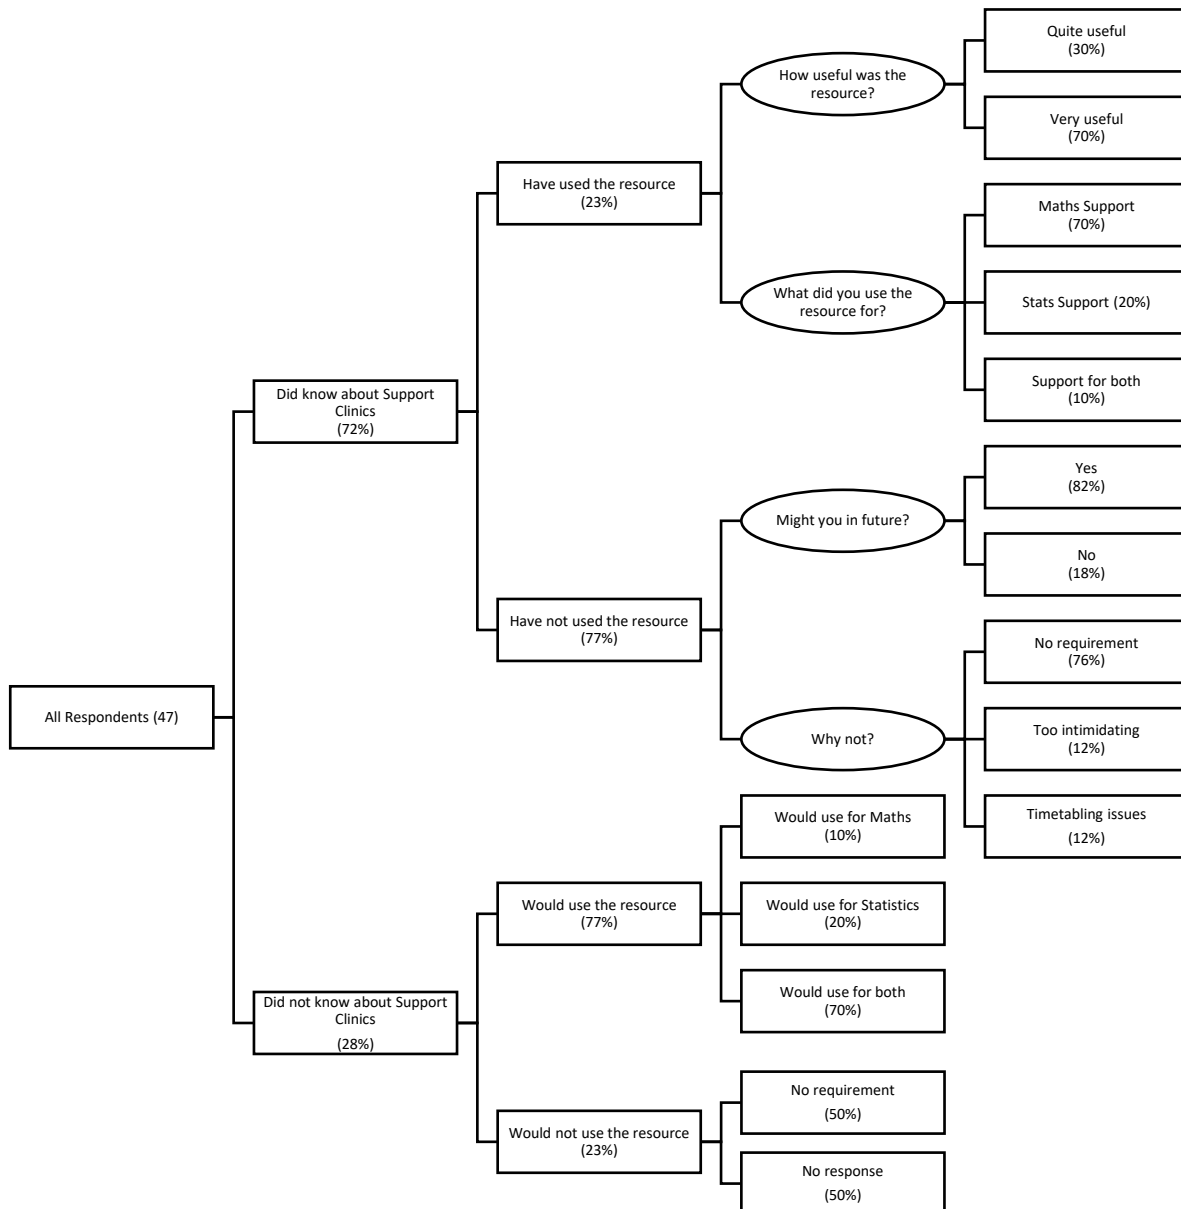 All Respondents (47)
Did know about Support
Clinics
(72%)
Have used the resource
(23%)
How useful was the
resource?
Quite useful
(30%)
Very useful
(70%)
What did you use the
resource for?
Maths Support
(70%)
Stats Support (20%)
Support for both
(10%)
Have not used the resource
(77%)
Might you in future?
Yes
(82%)
No
(18%)
Why not?
No requirement
(76%)
Too intimidating
(12%)
Timetabling issues
(12%)
Did not know about Support
Clinics
(28%)
Would use the resource
(77%)
Would use for Maths
(10%)
Would use for Statistics
(20%)
Would use for both
(70%)
Would not use the resource
(23%)
No requirement
(50%)
No response
(50%)